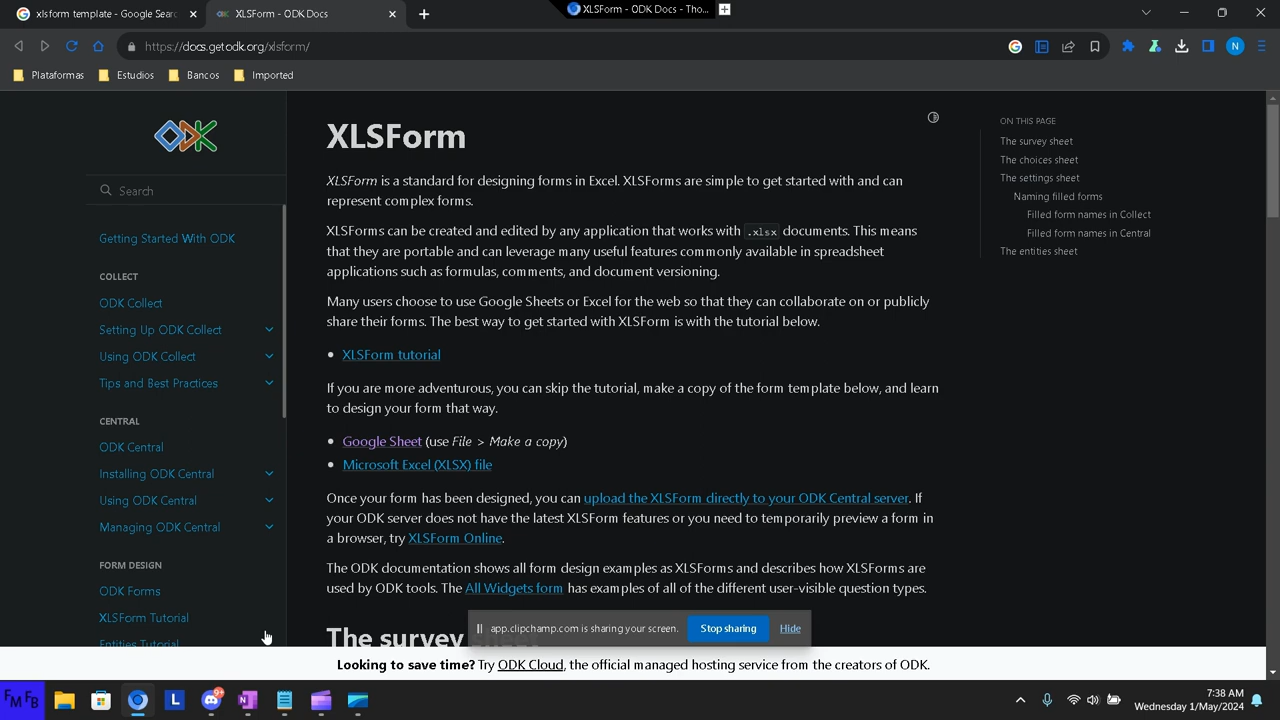 xlsform template - Google Searc
XLSForm - ODK Docs
XLSForm - ODK Docs - Tho...
https://docs.getodk.org/xlsform/
N
Plataformas
Estudios
Bancos
Imported
ODK
Search
Getting Started With ODK
COLLECT
ODK Collect
Setting Up ODK Collect
Using ODK Collect
Tips and Best Practices
CENTRAL
ODK Central
Installing ODK Central
Using ODK Central
Managing ODK Central
FORM DESIGN
ODK Forms
XLSForm Tutorial
Entities Tutorial
XLSForm
XLSForm is a standard for designing forms in Excel. XLSForms are simple to get started with and can
represent complex forms.
XLSForms can be created and edited by any application that works with .xlsx documents. This means
that they are portable and can leverage many useful features commonly available in spreadsheet
applications such as formulas, comments, and document versioning.
Many users choose to use Google Sheets or Excel for the web so that they can collaborate on or publicly
share their forms. The best way to get started with XLSForm is with the tutorial below.
• XLSForm tutorial
If you are more adventurous, you can skip the tutorial, make a copy of the form template below, and learn
to design your form that way.
• Google Sheet (use File > Make a copy)
• Microsoft Excel (XLSX) file
Once your form has been designed, you can upload the XLSForm directly to your ODK Central server. If
your ODK server does not have the latest XLSForm features or you need to temporarily preview a form in
a browser, try XLSForm Online.
The ODK documentation shows all form design examples as XLSForms and describes how XLSForms are
used by ODK tools. The All Widgets form has examples of all of the different user-visible question types.
The survey
ON THIS PAGE
The survey sheet
The choices sheet
The settings sheet
Naming filled forms
Filled form names in Collect
Filled form names in Central
The entities sheet
app.clipchamp.com is sharing your screen.
Stop sharing
Hide
Looking to save time? Try ODK Cloud, the official managed hosting service from the creators of ODK.
FM FB
L
9+
N
7:38 AM
Wednesday 1/May/2024